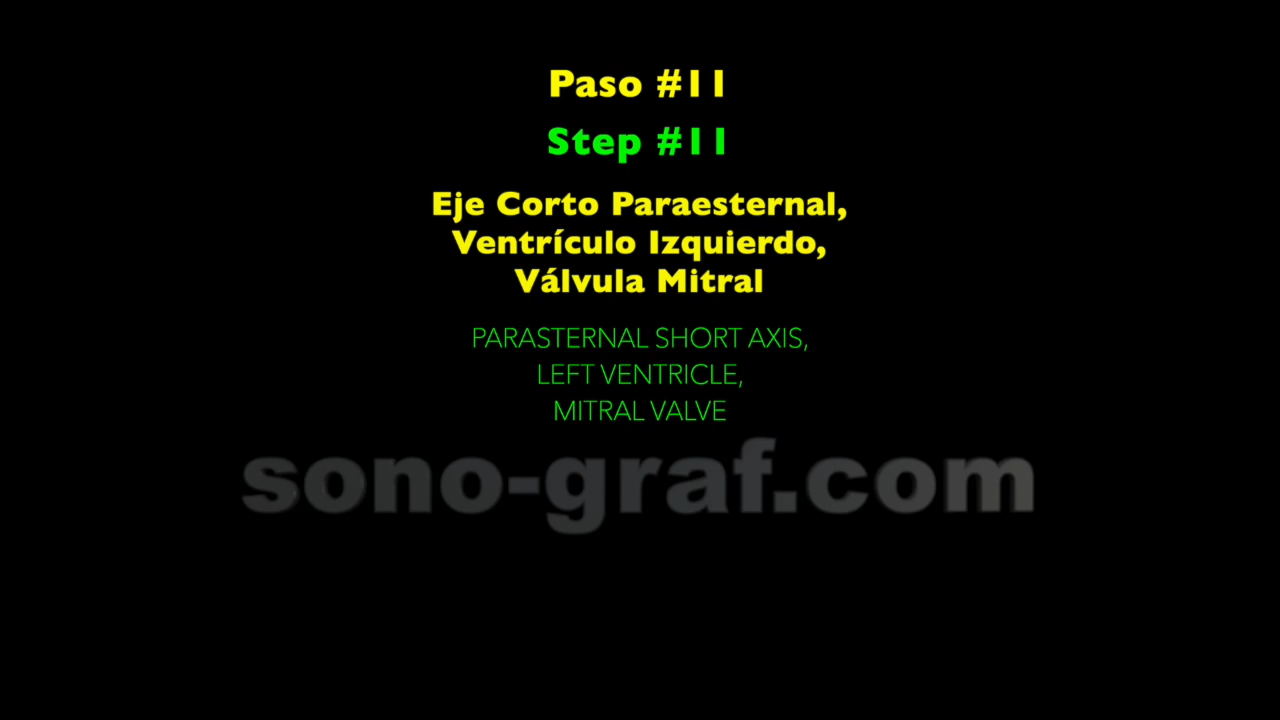 Paso #11
Step #11
Eje Corto Paraesternal,
Ventrículo Izquierdo,
Válvula Mitral
PARASTERNAL SHORT AXIS,
LEFT VENTRICLE,
MITRAL VALVE
sono-graf.com